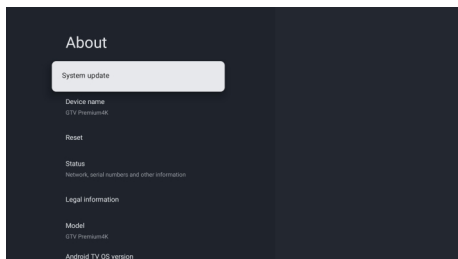 About
System update
Device name
GTV Premium4K
Reset
Status
Network, serial numbers and other information
Legal information
Model
GTV Premium4K
Android TV OS version